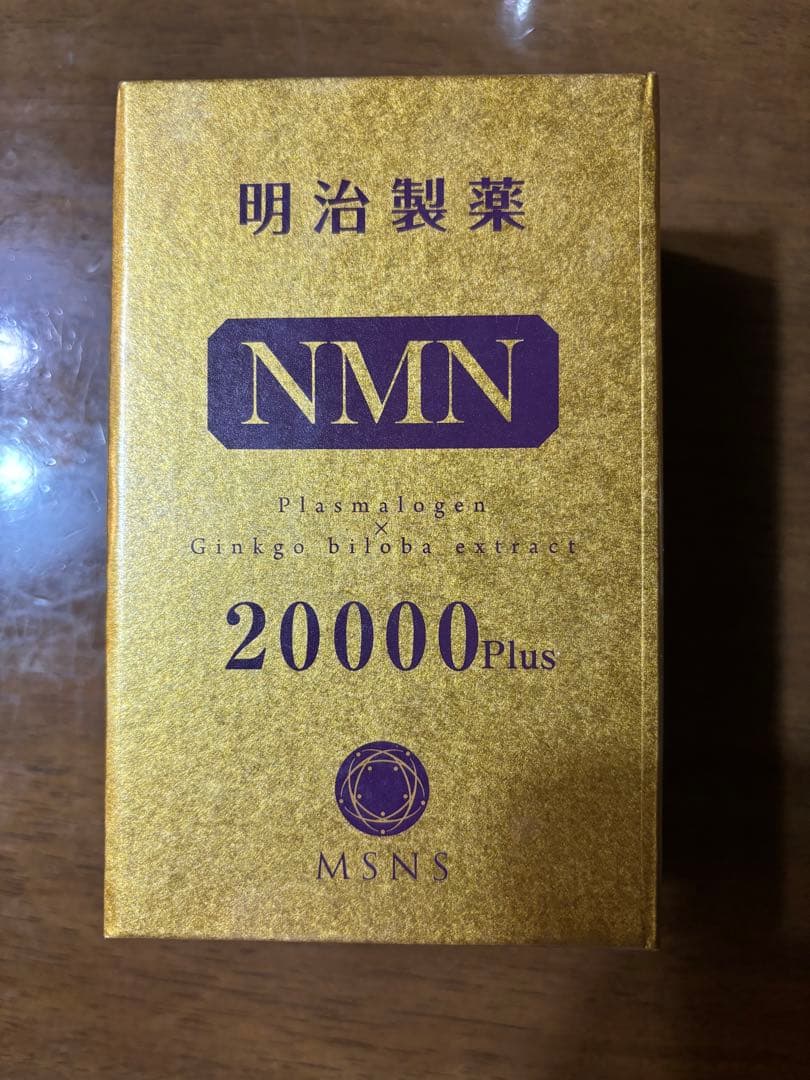 明治製薬
NMN
Plasmalogen
×
Ginkgo biloba extract
20000Plus
MSNS